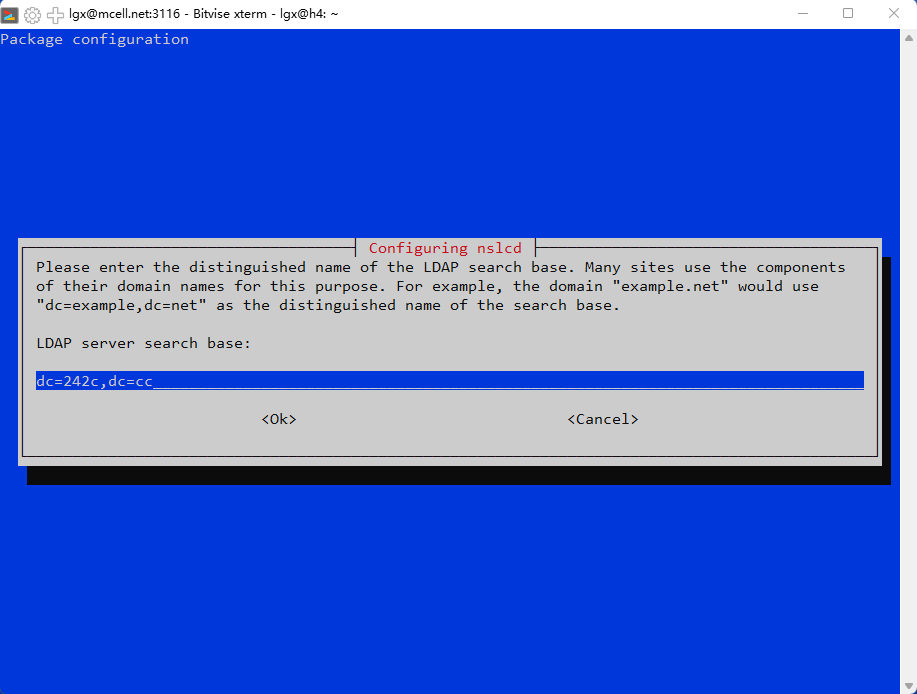 lgx@mcell.net:3116 - Bitvise xterm - lgx@h4: ~
Package configuration
Configuring nslcd
Please enter the distinguished name of the LDAP search base. Many sites use the components
of their domain names for this purpose. For example, the domain "example.net" would use
"dc=example,dc=net" as the distinguished name of the search base.
LDAP server search base:
dc=242c,dc=cc
<Ok> <Cancel>